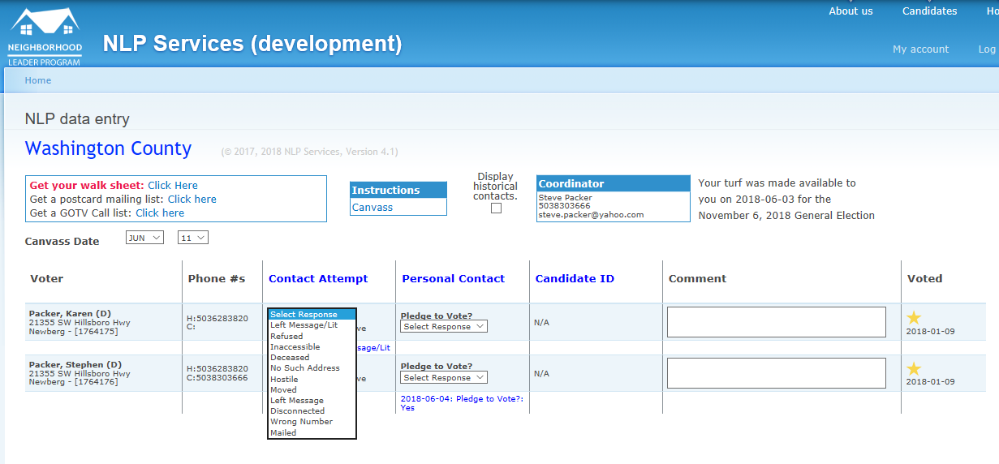 About us Candidates Ho
NEIGHBORHOOD
LEADER PROGRAM
NLP Services (development)
My account Log
Home
NLP data entry
Washington County (© 2017, 2018 NLP Services, Version 4.1)
Get your walk sheet: Click Here
Get a postcard mailing list: Click here
Get a GOTV Call list: Click here
Instructions
Canvass
Display
historical
contacts.
Coordinator
Steve Packer
5038303666
steve.packer@yahoo.com
Your turf was made available to
you on 2018-06-03 for the
November 6, 2018 General Election
Canvass Date JUN 11
Voter Phone #s Contact Attempt Personal Contact Candidate ID Comment Voted
Packer, Karen (D)
21355 SW Hillsboro Hwy
Newberg - [1764175]
H:5036283820
C:
Select Response
Left Message/Lit
Refused
Inaccessible
Deceased
No Such Address
Hostile
Moved
Left Message
Disconnected
Wrong Number
Mailed
ve
sage/Lit
Pledge to Vote?
Select Response
N/A
2018-01-09
Packer, Stephen (D)
21355 SW Hillsboro Hwy
Newberg - [1764176]
H:5036283820
C:5038303666
ve
Pledge to Vote?
Select Response
N/A
2018-01-09
2018-06-04: Pledge to Vote?:
Yes